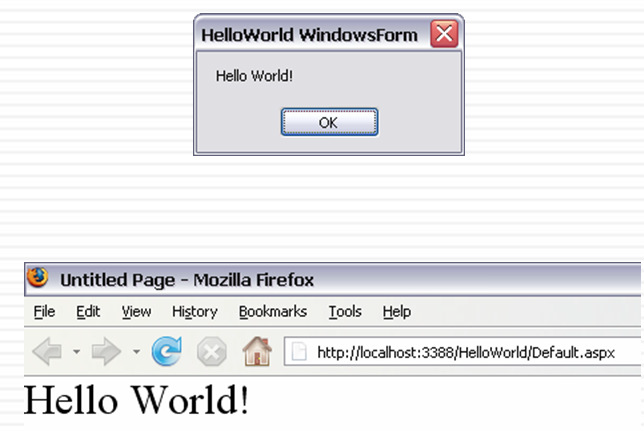 HelloWorld WindowsForm
Hello World!
OK
Untitled Page - Mozilla Firefox
File Edit View History Bookmarks Tools Help
http://localhost:3388/HelloWorld/Default.aspx
Hello World!